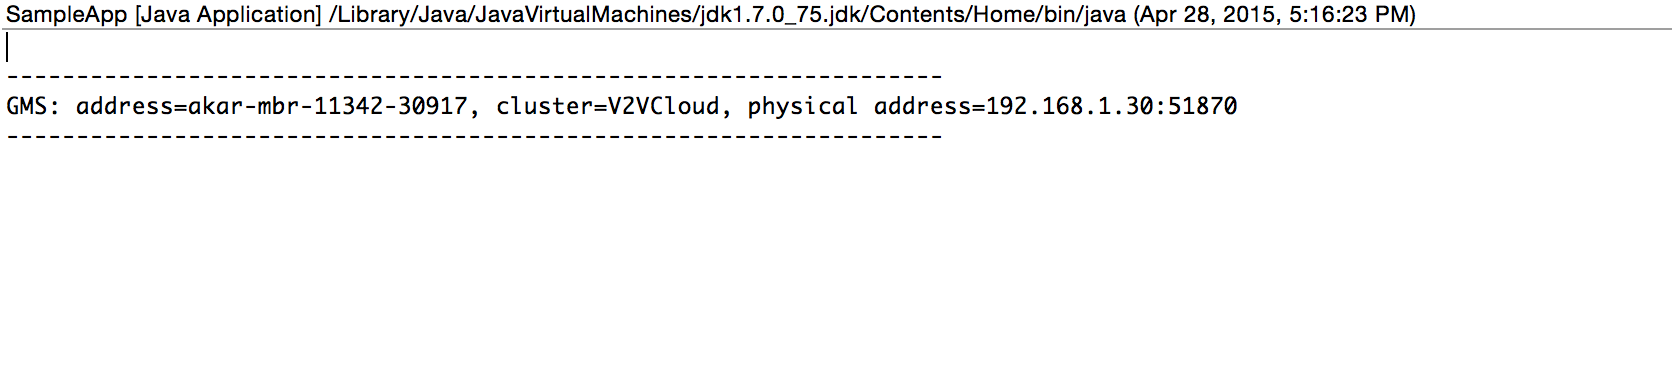 SampleApp [Java Application] /Library/Java/JavaVirtualMachines/jdk1.7.0_75.jdk/Contents/Home/bin/java (Apr 28, 2015, 5:16:23 PM)
-------------------------------------------------------------------
GMS: address=akar-mbr-11342-30917, cluster=V2VCloud, physical address=192.168.1.30:51870
-------------------------------------------------------------------